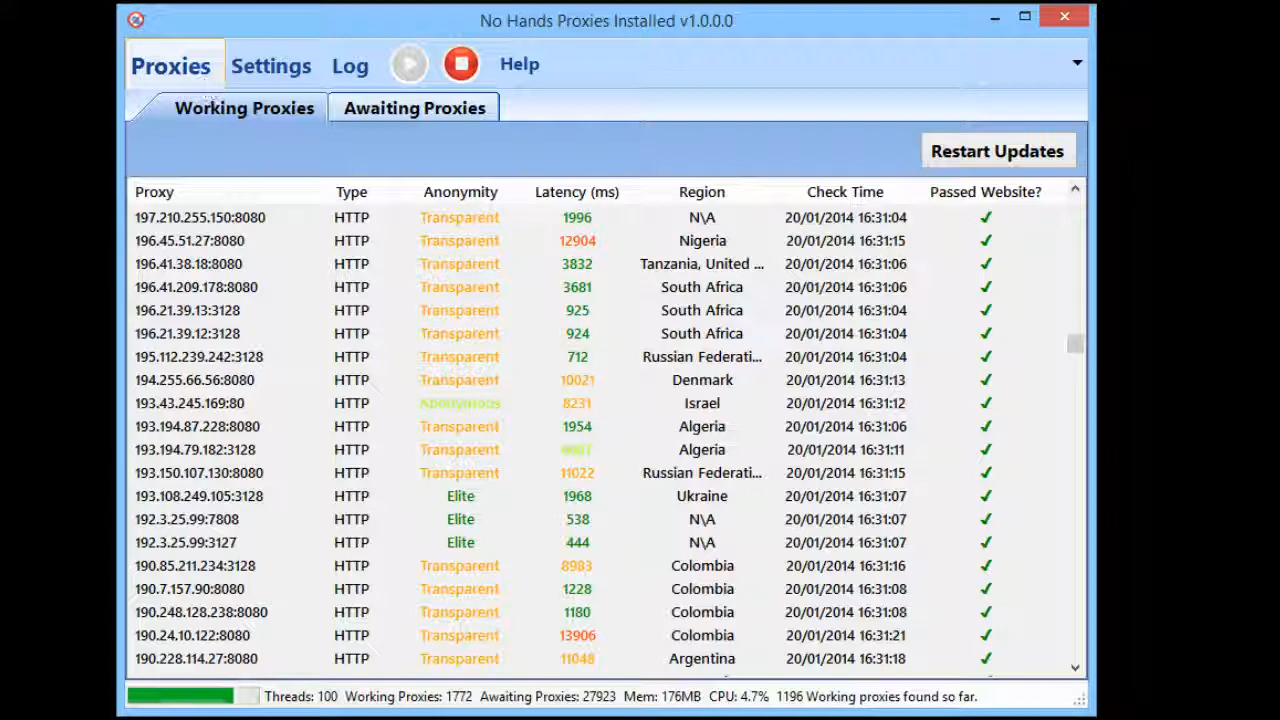 No Hands Proxies Installed v1.0.0.0
Proxies Settings Log Help
Working Proxies Awaiting Proxies
Restart Updates
Proxy Type Anonymity Latency (ms) Region Check Time Passed Website?
197.210.255.150:8080 HTTP Transparent 1996 N\A 20/01/2014 16:31:04 ✓
196.45.51.27:8080 HTTP Transparent 12904 Nigeria 20/01/2014 16:31:15 ✓
196.41.38.18:8080 HTTP Transparent 3832 Tanzania, United ... 20/01/2014 16:31:06 ✓
196.41.209.178:8080 HTTP Transparent 3681 South Africa 20/01/2014 16:31:06 ✓
196.21.39.13:3128 HTTP Transparent 925 South Africa 20/01/2014 16:31:04 ✓
196.21.39.12:3128 HTTP Transparent 924 South Africa 20/01/2014 16:31:04 ✓
195.112.239.242:3128 HTTP Transparent 712 Russian Federati... 20/01/2014 16:31:04 ✓
194.255.66.56:8080 HTTP Transparent 10021 Denmark 20/01/2014 16:31:13 ✓
193.43.245.169:80 HTTP Anonymous 8231 Israel 20/01/2014 16:31:12 ✓
193.194.87.228:8080 HTTP Transparent 1954 Algeria 20/01/2014 16:31:06 ✓
193.194.79.182:3128 HTTP Transparent Algeria 20/01/2014 16:31:11 ✓
193.150.107.130:8080 HTTP Transparent 11022 Russian Federati... 20/01/2014 16:31:15 ✓
193.108.249.105:3128 HTTP Elite 1968 Ukraine 20/01/2014 16:31:07 ✓
192.3.25.99:7808 HTTP Elite 538 N\A 20/01/2014 16:31:07 ✓
192.3.25.99:3127 HTTP Elite 444 N\A 20/01/2014 16:31:07 ✓
190.85.211.234:3128 HTTP Transparent 8983 Colombia 20/01/2014 16:31:16 ✓
190.7.157.90:8080 HTTP Transparent 1228 Colombia 20/01/2014 16:31:08 ✓
190.248.128.238:8080 HTTP Transparent 1180 Colombia 20/01/2014 16:31:08 ✓
190.24.10.122:8080 HTTP Transparent 13906 Colombia 20/01/2014 16:31:21 ✓
190.228.114.27:8080 HTTP Transparent 11048 Argentina 20/01/2014 16:31:18 ✓
Threads: 100 Working Proxies: 1772 Awaiting Proxies: 27923 Mem: 176MB CPU: 4.7% 1196 Working proxies found so far.